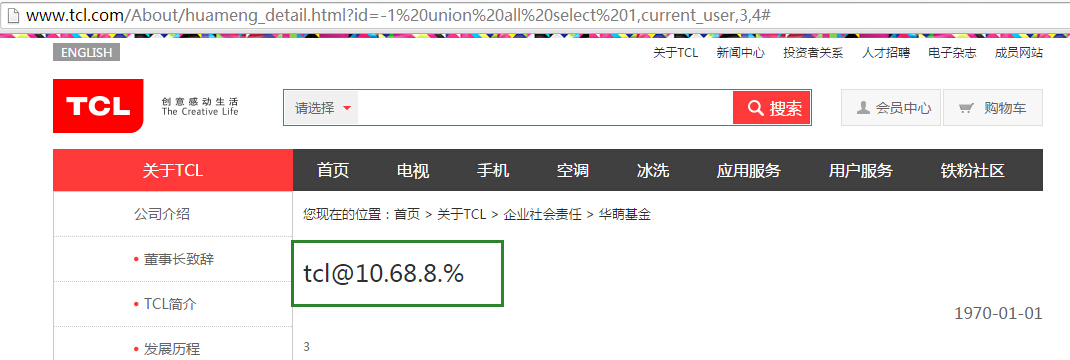 www.tcl.com/About/huameng_detail.html?id=-1%20union%20all%20select%201,current_user,3,4#
ENGLISH
关于TCL 新闻中心 投资者关系 人才招聘 电子杂志 成员网站
TCL 创意感动生活
The Creative Life
请选择 搜索 会员中心 购物车
关于TCL 首页 电视 手机 空调 冰洗 应用服务 用户服务 铁粉社区
公司介绍
您现在的位置：首页 > 关于TCL > 企业社会责任 > 华萌基金
董事长致辞
tcl@10.68.8.%
TCL简介
1970-01-01
发展历程
3